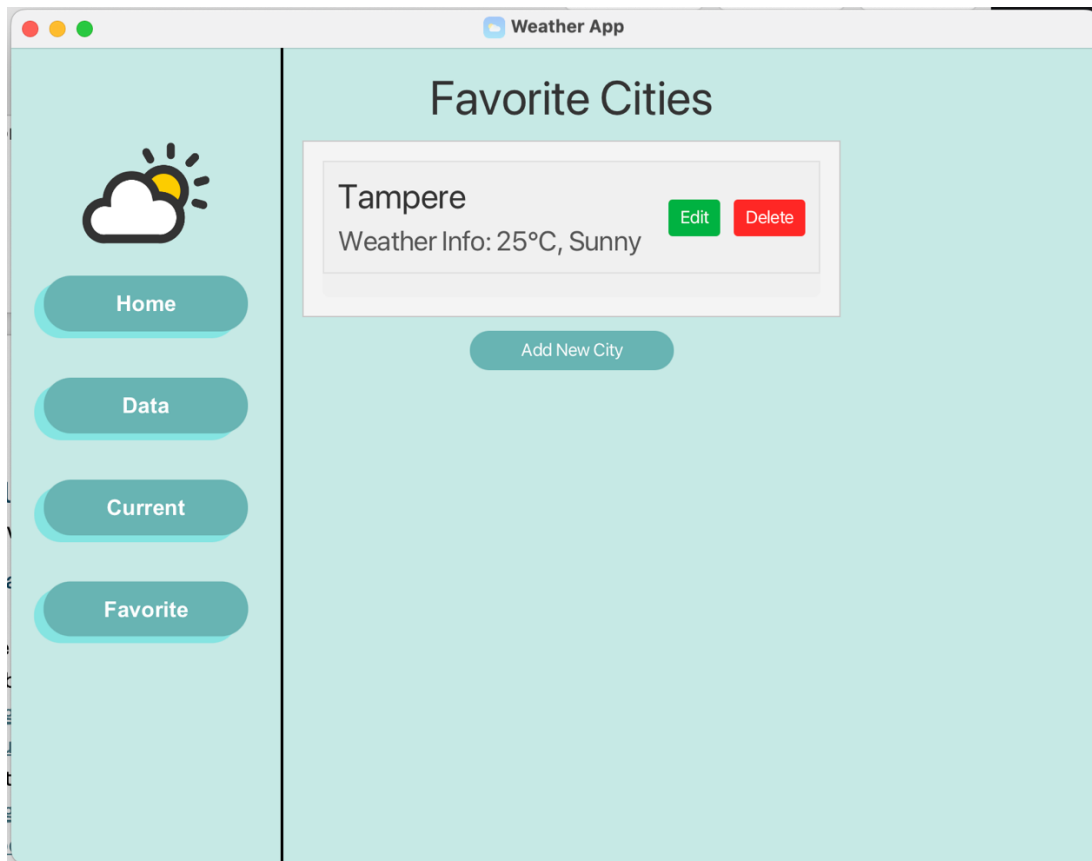 Weather App
Home
Data
Current
Favorite
Favorite Cities
Tampere
Weather Info: 25°C, Sunny
Edit
Delete
Add New City